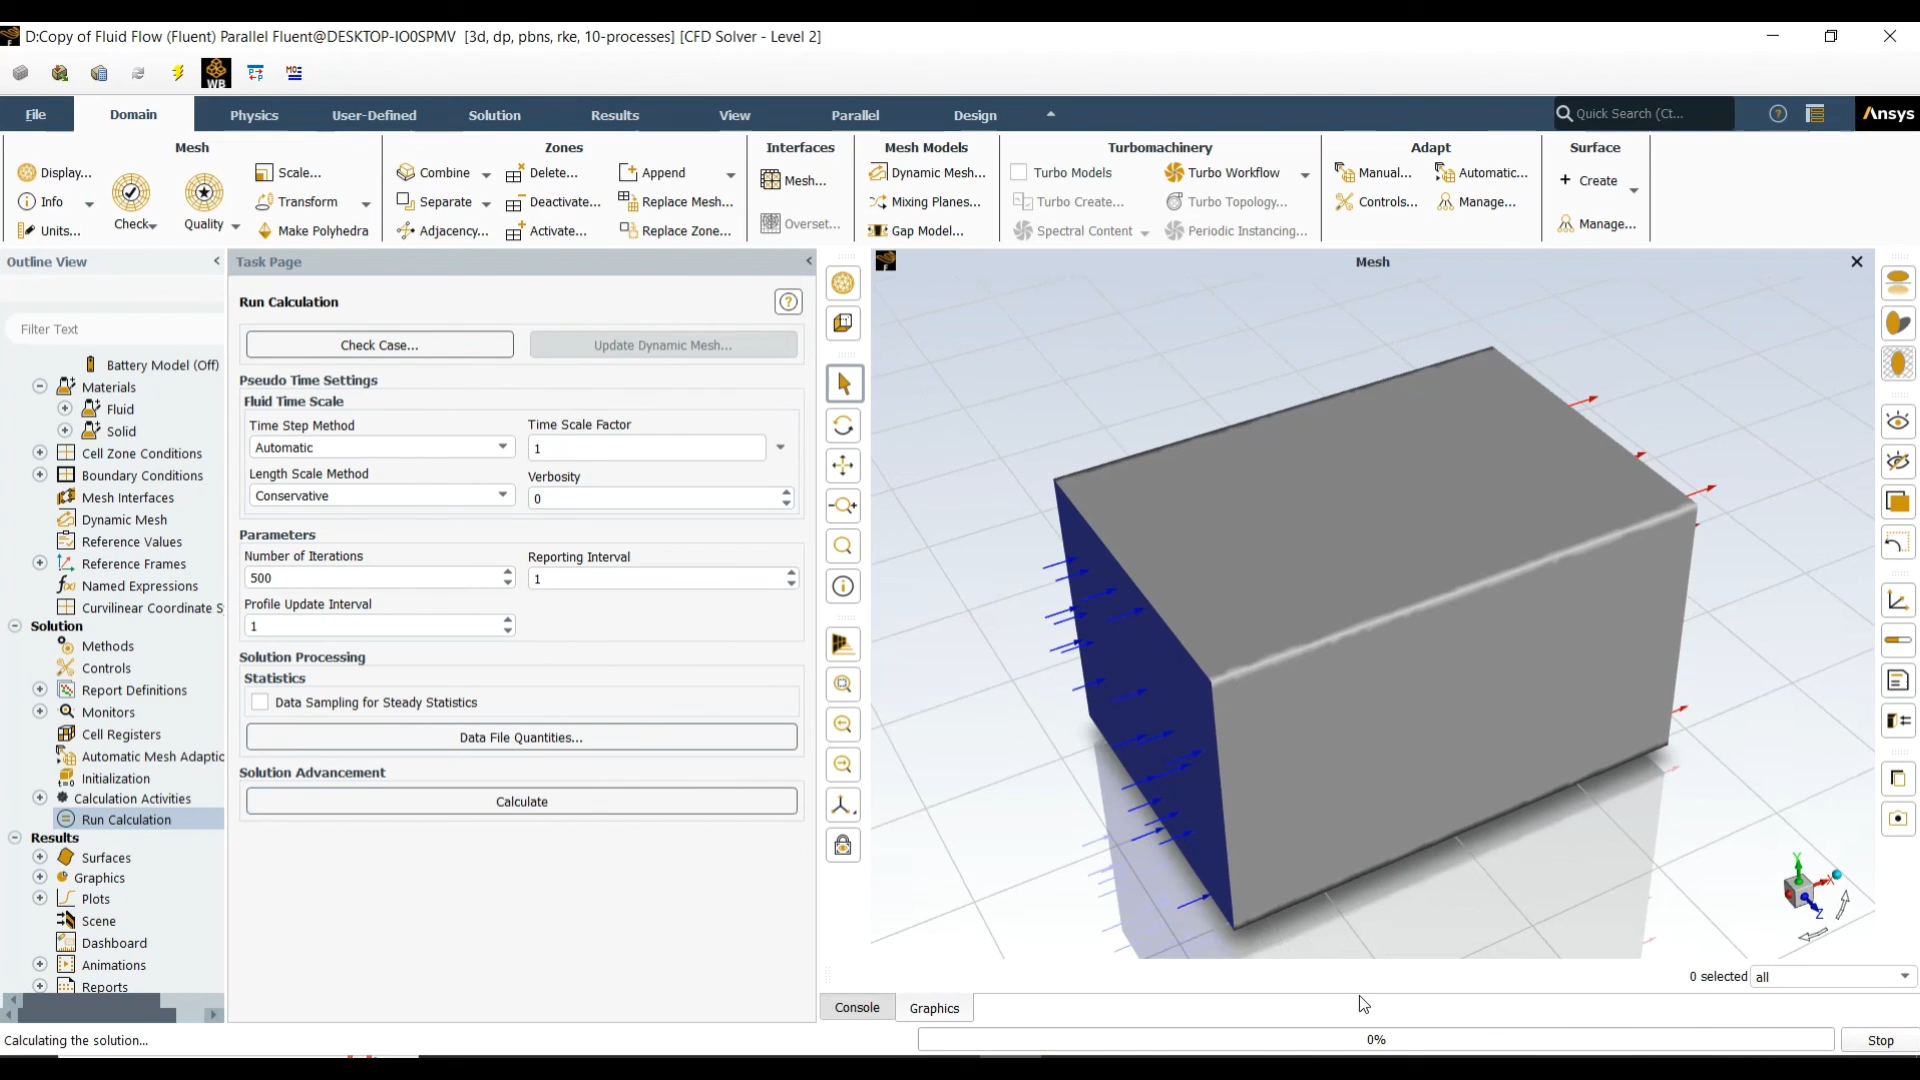 D:Copy of Fluid Flow (Fluent) Parallel Fluent@DESKTOP-IO0SPMV [3d, dp, pbns, rke, 10-processes] [CFD Solver - Level 2]
WB
File Domain Physics User-Defined Solution Results View Parallel Design Quick Search (Ct... Ansys
Mesh Zones Interfaces Mesh Models Turbomachinery Adapt Surface
Display... Scale... Combine Delete... Append Mesh... Dynamic Mesh... Turbo Models Turbo Workflow Manual... Automatic... Create
Info Check Quality Transform Separate Deactivate... Replace Mesh... Overset... Mixing Planes... Turbo Create... Turbo Topology... Controls... Manage... Manage...
Units... Make Polyhedra Adjacency... Activate... Replace Zone... Gap Model... Spectral Content Periodic Instancing...
Outline View
Filter Text
Battery Model (Off)
Materials
Fluid
Solid
Cell Zone Conditions
Boundary Conditions
Mesh Interfaces
Dynamic Mesh
Reference Values
Reference Frames
Named Expressions
Curvilinear Coordinate S
Solution
Methods
Controls
Report Definitions
Monitors
Cell Registers
Automatic Mesh Adaptic
Initialization
Calculation Activities
Run Calculation
Results
Surfaces
Graphics
Plots
Scene
Dashboard
Animations
Reports
Task Page
Run Calculation
Check Case... Update Dynamic Mesh...
Pseudo Time Settings
Fluid Time Scale
Time Step Method Time Scale Factor
Automatic 1
Length Scale Method Verbosity
Conservative 0
Parameters
Number of Iterations Reporting Interval
500 1
Profile Update Interval
1
Solution Processing
Statistics
Data Sampling for Steady Statistics
Data File Quantities...
Solution Advancement
Calculate
Mesh
Y
X
Z
0 selected all
Console Graphics
Calculating the solution... 0% Stop